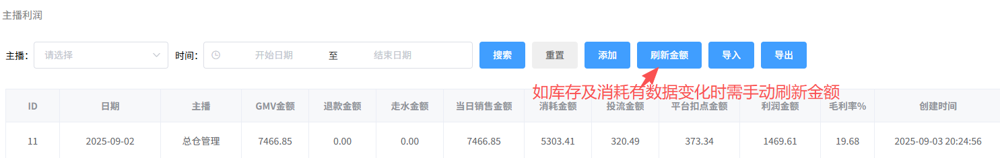 主播利润
主播: 请选择 时间: 开始日期 至 结束日期 搜索 重置 添加 刷新金额 导入 导出
如库存及消耗有数据变化时需手动刷新金额
ID 日期 主播 GMV金额 退款金额 走水金额 当日销售金额 消耗金额 投流金额 平台扣点金额 利润金额 毛利率% 创建时间
11 2025-09-02 总仓管理 7466.85 0.00 0.00 7466.85 5303.41 320.49 373.34 1469.61 19.68 2025-09-03 20:24:56